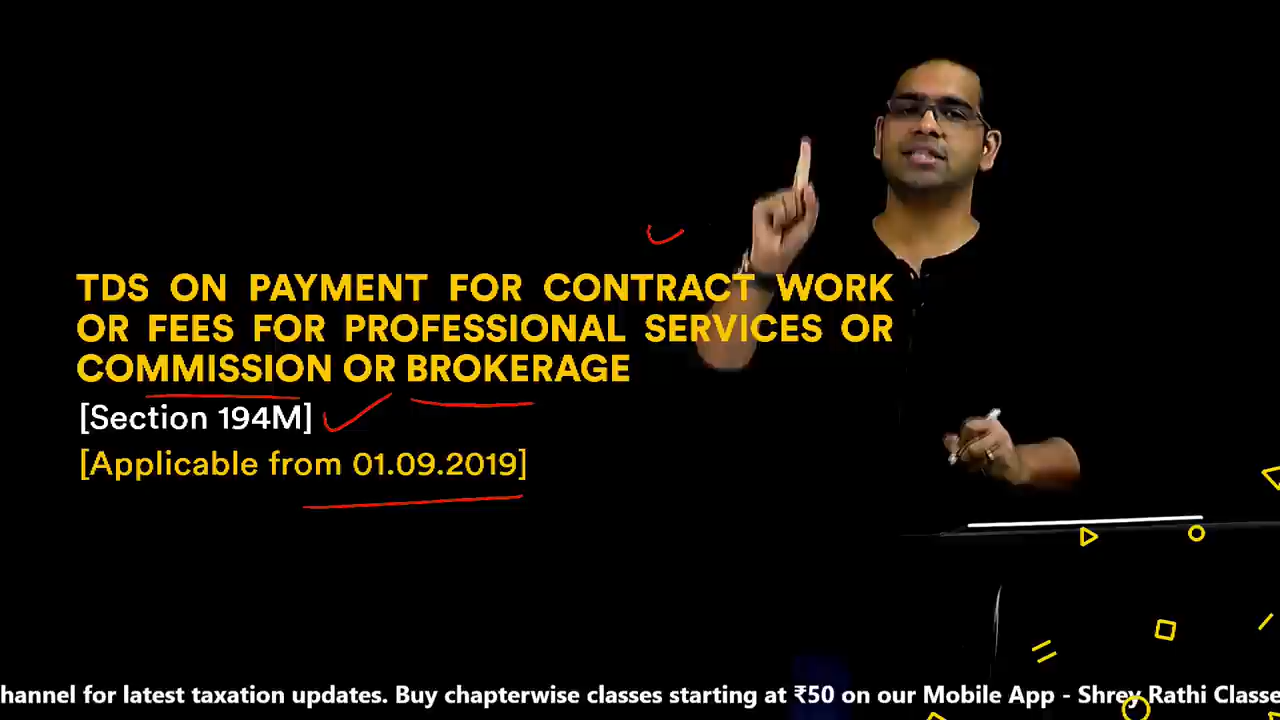 TDS ON PAYMENT FOR CONTRACT WORK
OR FEES FOR PROFESSIONAL SERVICES OR
COMMISSION OR BROKERAGE
[Section 194M]
[Applicable from 01.09.2019]
hannel for latest taxation updates. Buy chapterwise classes starting at ₹50 on our Mobile App - Shrey Rathi Classe